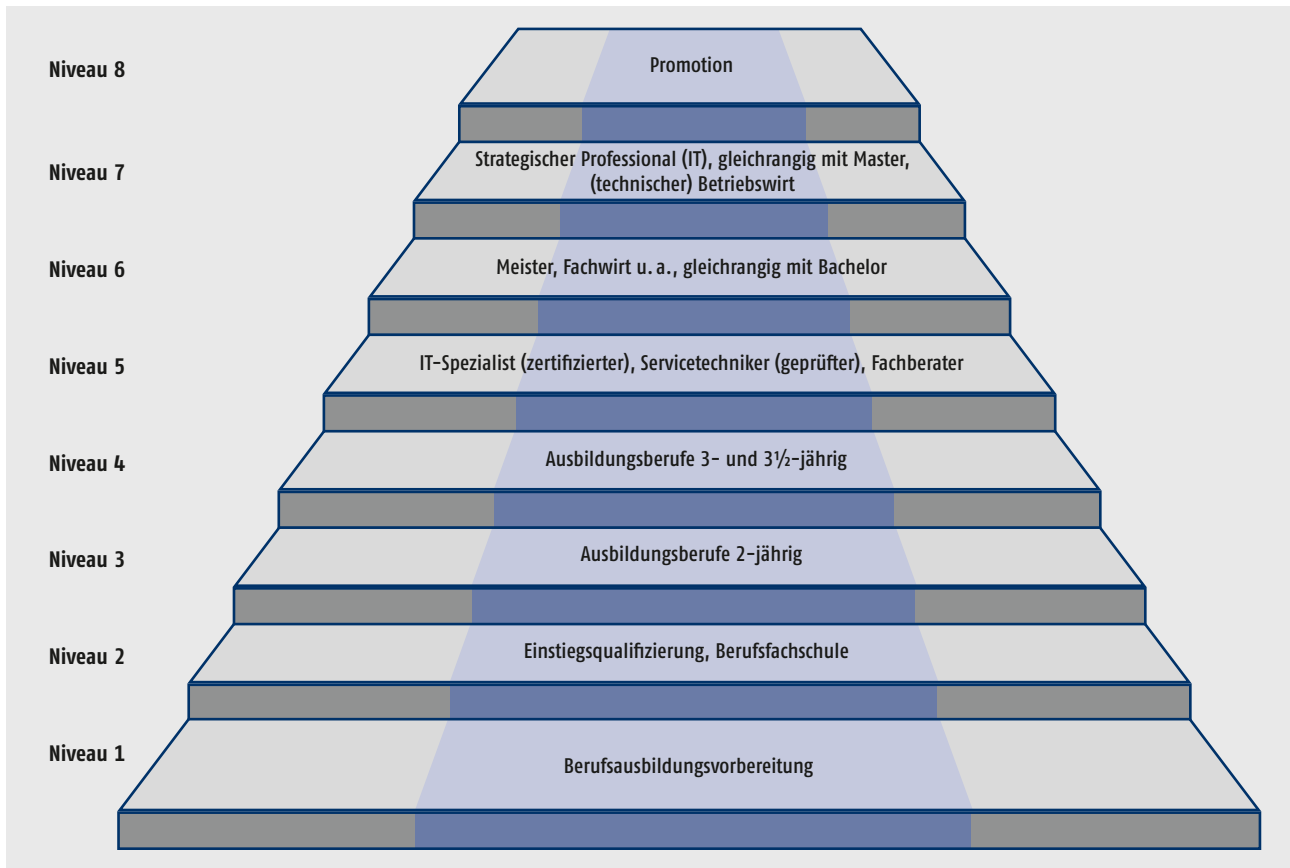 Niveau 8
Promotion
Niveau 7
Strategischer Professional (IT), gleichrangig mit Master,
(technischer) Betriebswirt
Niveau 6
Meister, Fachwirt u. a., gleichrangig mit Bachelor
Niveau 5
IT-Spezialist (zertifizierter), Servicetechniker (geprüfter), Fachberater
Niveau 4
Ausbildungsberufe 3- und 3½-jährig
Niveau 3
Ausbildungsberufe 2-jährig
Niveau 2
Einstiegsqualifizierung, Berufsfachschule
Niveau 1
Berufsausbildungsvorbereitung